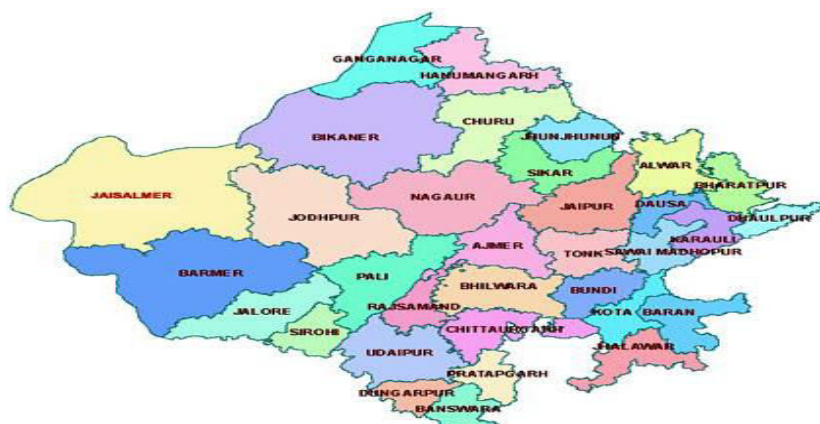 GANGANAGAR
HANUMANGARH
CHURU
BIKANER
JHUNJHUNUN
SIKAR
ALWAR
BHARATPUR
JAISALMER
NAGAUR
JAIPUR
DAUSA
JODHPUR
DHAULPUR
KARAULI
AJMER
TONK
SAWAI MADHOPUR
BARMER
PALI
BHILWARA
BUNDI
RAJSAMAND
JALORE
KOTA
BARAN
SIROHI
CHITTAURGARH
JHALAWAR
UDAIPUR
PRATAPGARH
DUNGARPUR
BANSWARA